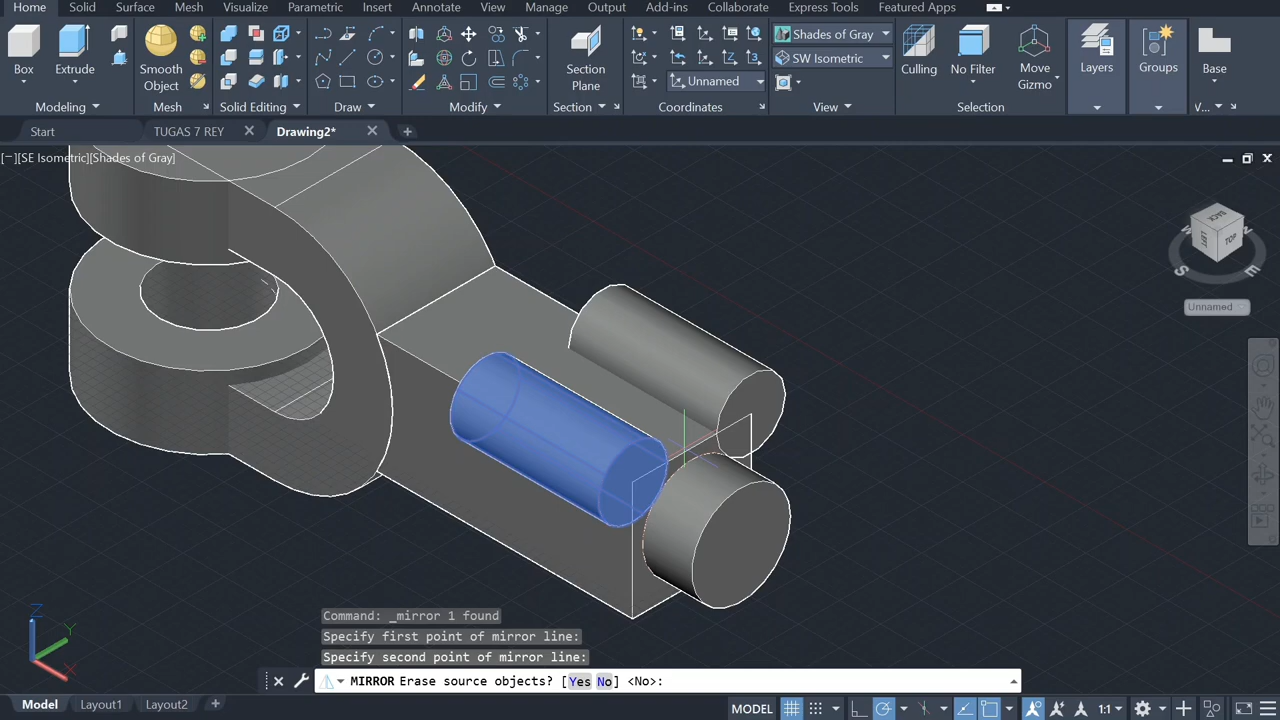 Home Solid Surface Mesh Visualize Parametric Insert Annotate View Manage Output Add-ins Collaborate Express Tools Featured Apps
Box
Extrude
Smooth
Object
Section
Plane
Shades of Gray
SW Isometric
Unnamed
Culling
No Filter
Move
Gizmo
Layers
Groups
Base
Modeling
Mesh
Solid Editing
Draw
Modify
Section
Coordinates
View
Selection
V...
Start
TUGAS 7 REY
Drawing2*
[−][SE Isometric][Shades of Gray]
BACK
LEFT
TOP
S
E
Unnamed
Command: _mirror 1 found
Specify first point of mirror line:
Specify second point of mirror line:
MIRROR Erase source objects? [Yes No] <No>:
Z
Y
X
Model
Layout1
Layout2
MODEL
1:1